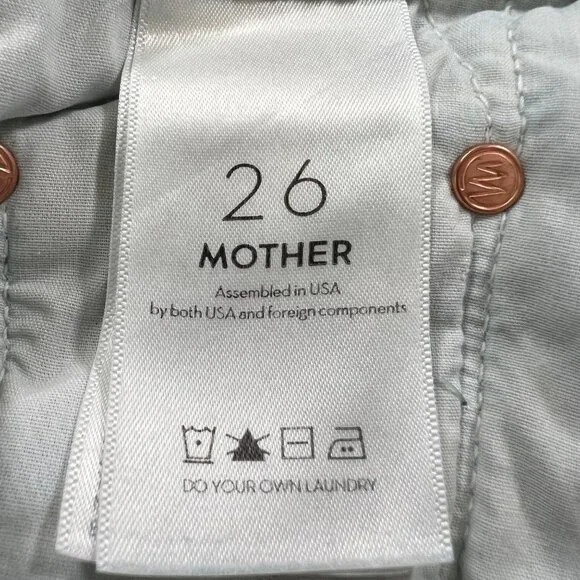 26
MOTHER
Assembled in USA
by both USA and foreign components
DO YOUR OWN LAUNDRY